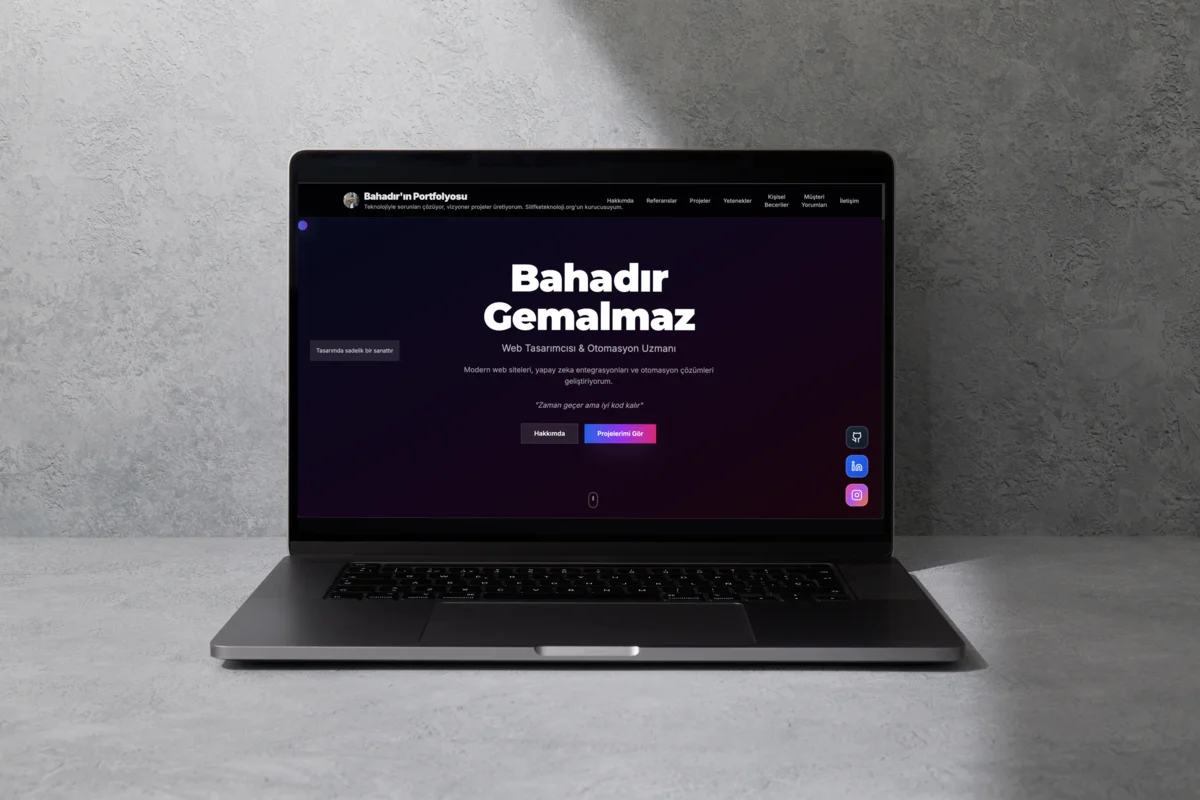 Bahadır'ın Portfolyosu
Teknolojiyle sorunları çözüyor, vizyoner projeler üretiyorum. Silifketeknoloji.org'un kurucusuyum.
Hakkımda
Referanslar
Projeler
Yetenekler
Kişisel
Beceriler
Müşteri
Yorumları
İletişim
Bahadır
Gemalmaz
Web Tasarımcısı & Otomasyon Uzmanı
Tasarımda sadelik bir sanattır
Modern web siteleri, yapay zeka entegrasyonları ve otomasyon çözümleri
geliştiriyorum.
"Zaman geçer ama iyi kod kalır"
Hakkımda
Projelerimi Gör
in